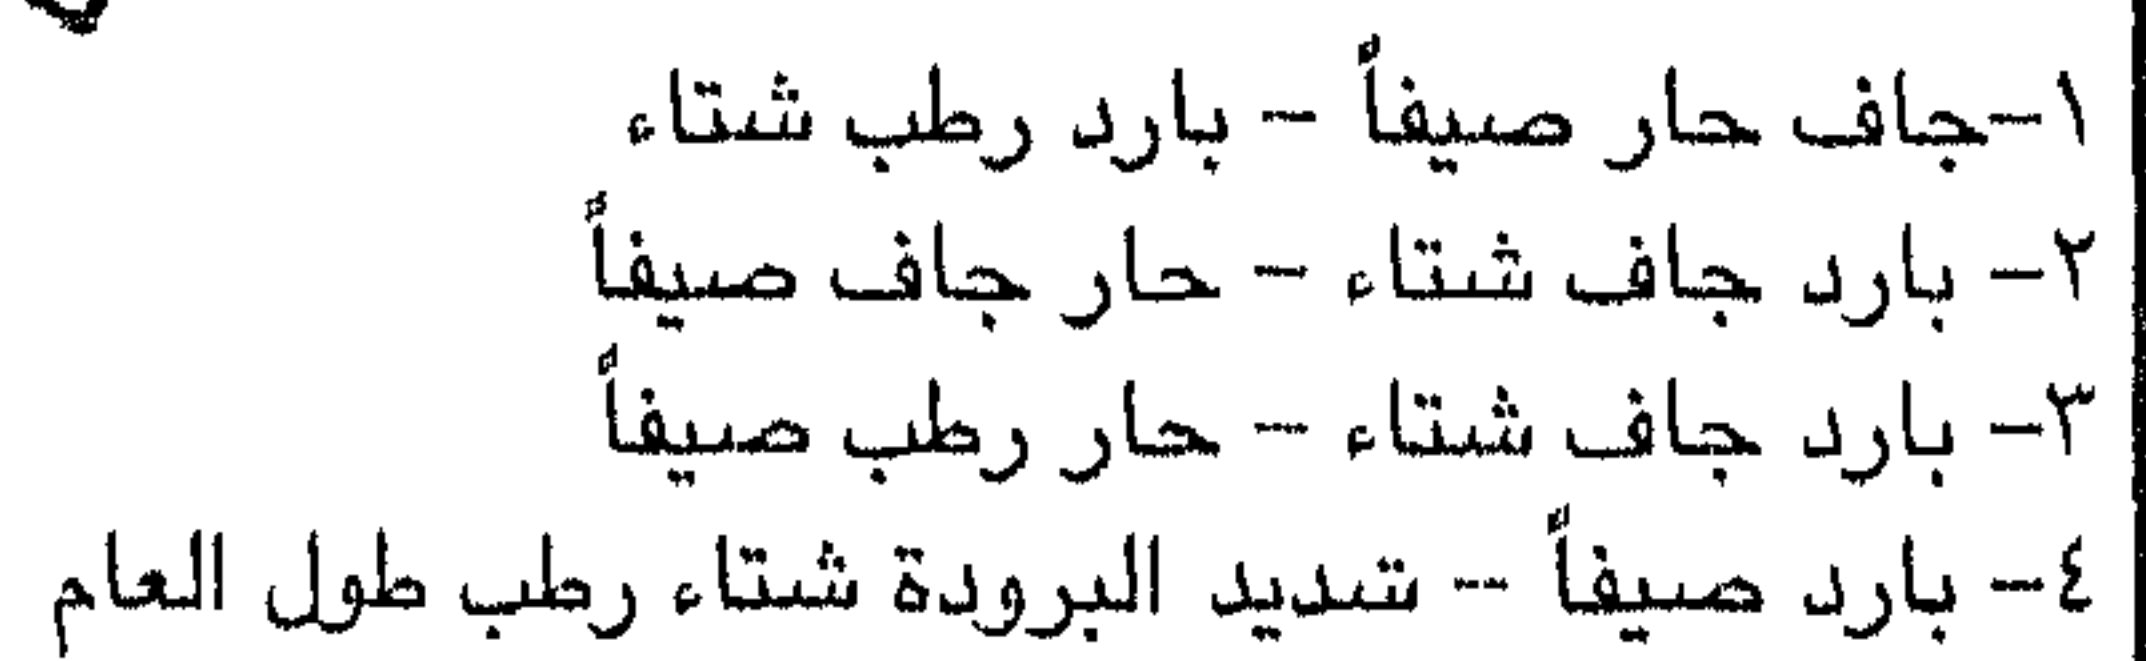 ١-جاف حار صيفاً - بارد رطب شتاء
٢- بارد جاف شتاء - حار جاف صيفاً
٣- بارد جاف شتاء - حار رطب صيفاً
٤- بارد صيفاً - شديد البرودة شتاء رطب طول العام